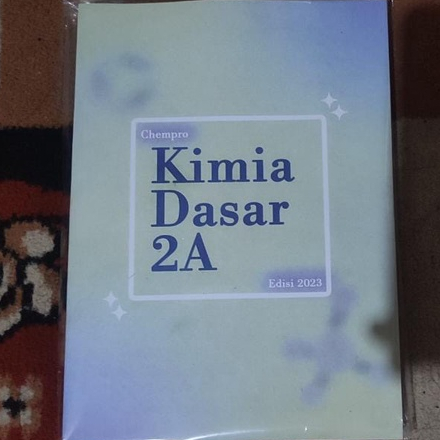 Chempro
Kimia
Dasar
2A
Edisi 2023